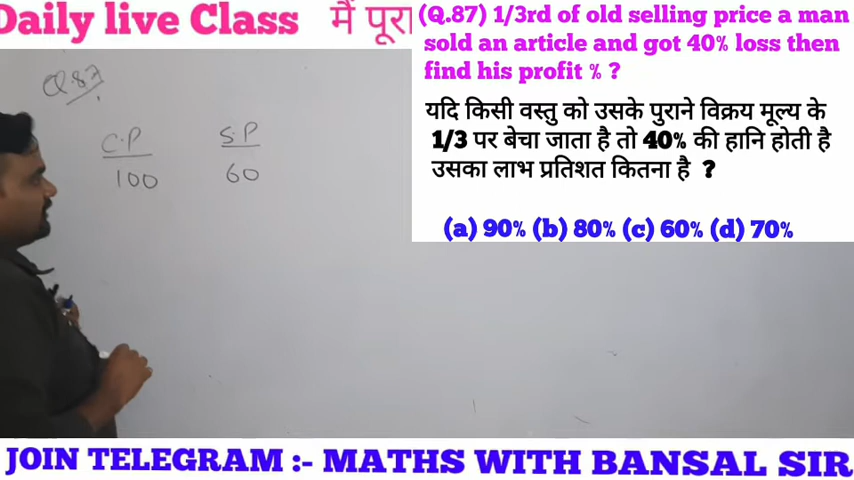 Daily live Class में पूरा
(Q.87) 1/3rd of old selling price a man
sold an article and got 40% loss then
find his profit % ?
यदि किसी वस्तु को उसके पुराने विक्रय मूल्य के
1/3 पर बेचा जाता है तो 40% की हानि होती है
उसका लाभ प्रतिशत कितना है ?
(a) 90% (b) 80% (c) 60% (d) 70%
Q.87
C.P S.P
100 60
JOIN TELEGRAM :- MATHS WITH BANSAL SIR